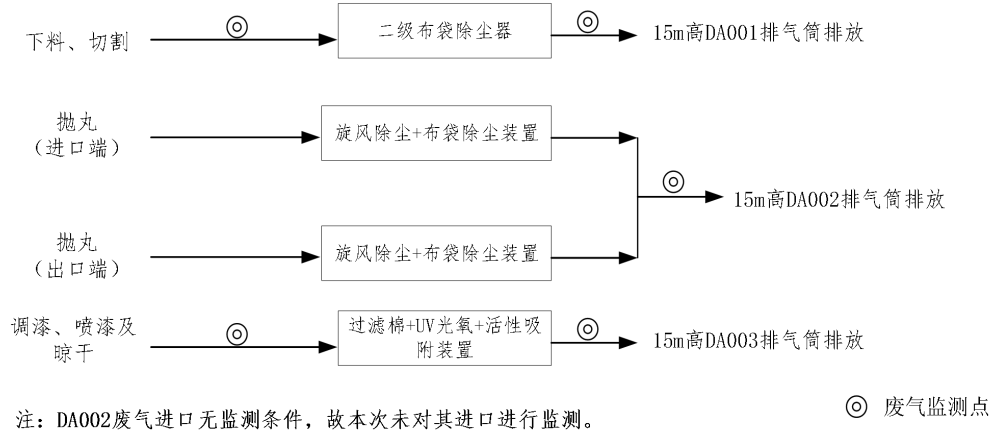 下料、切割
二级布袋除尘器
15m高DA001排气筒排放
抛丸
（进口端）
旋风除尘+布袋除尘装置
15m高DA002排气筒排放
抛丸
（出口端）
旋风除尘+布袋除尘装置
调漆、喷漆及
晾干
过滤棉+UV光氧+活性吸
附装置
15m高DA003排气筒排放
注：DA002废气进口无监测条件，故本次未对其进口进行监测。
废气监测点